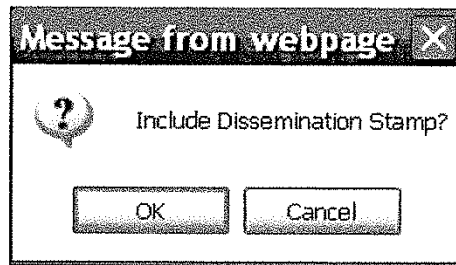 Message from webpage
?
Include Dissemination Stamp?
OK
Cancel